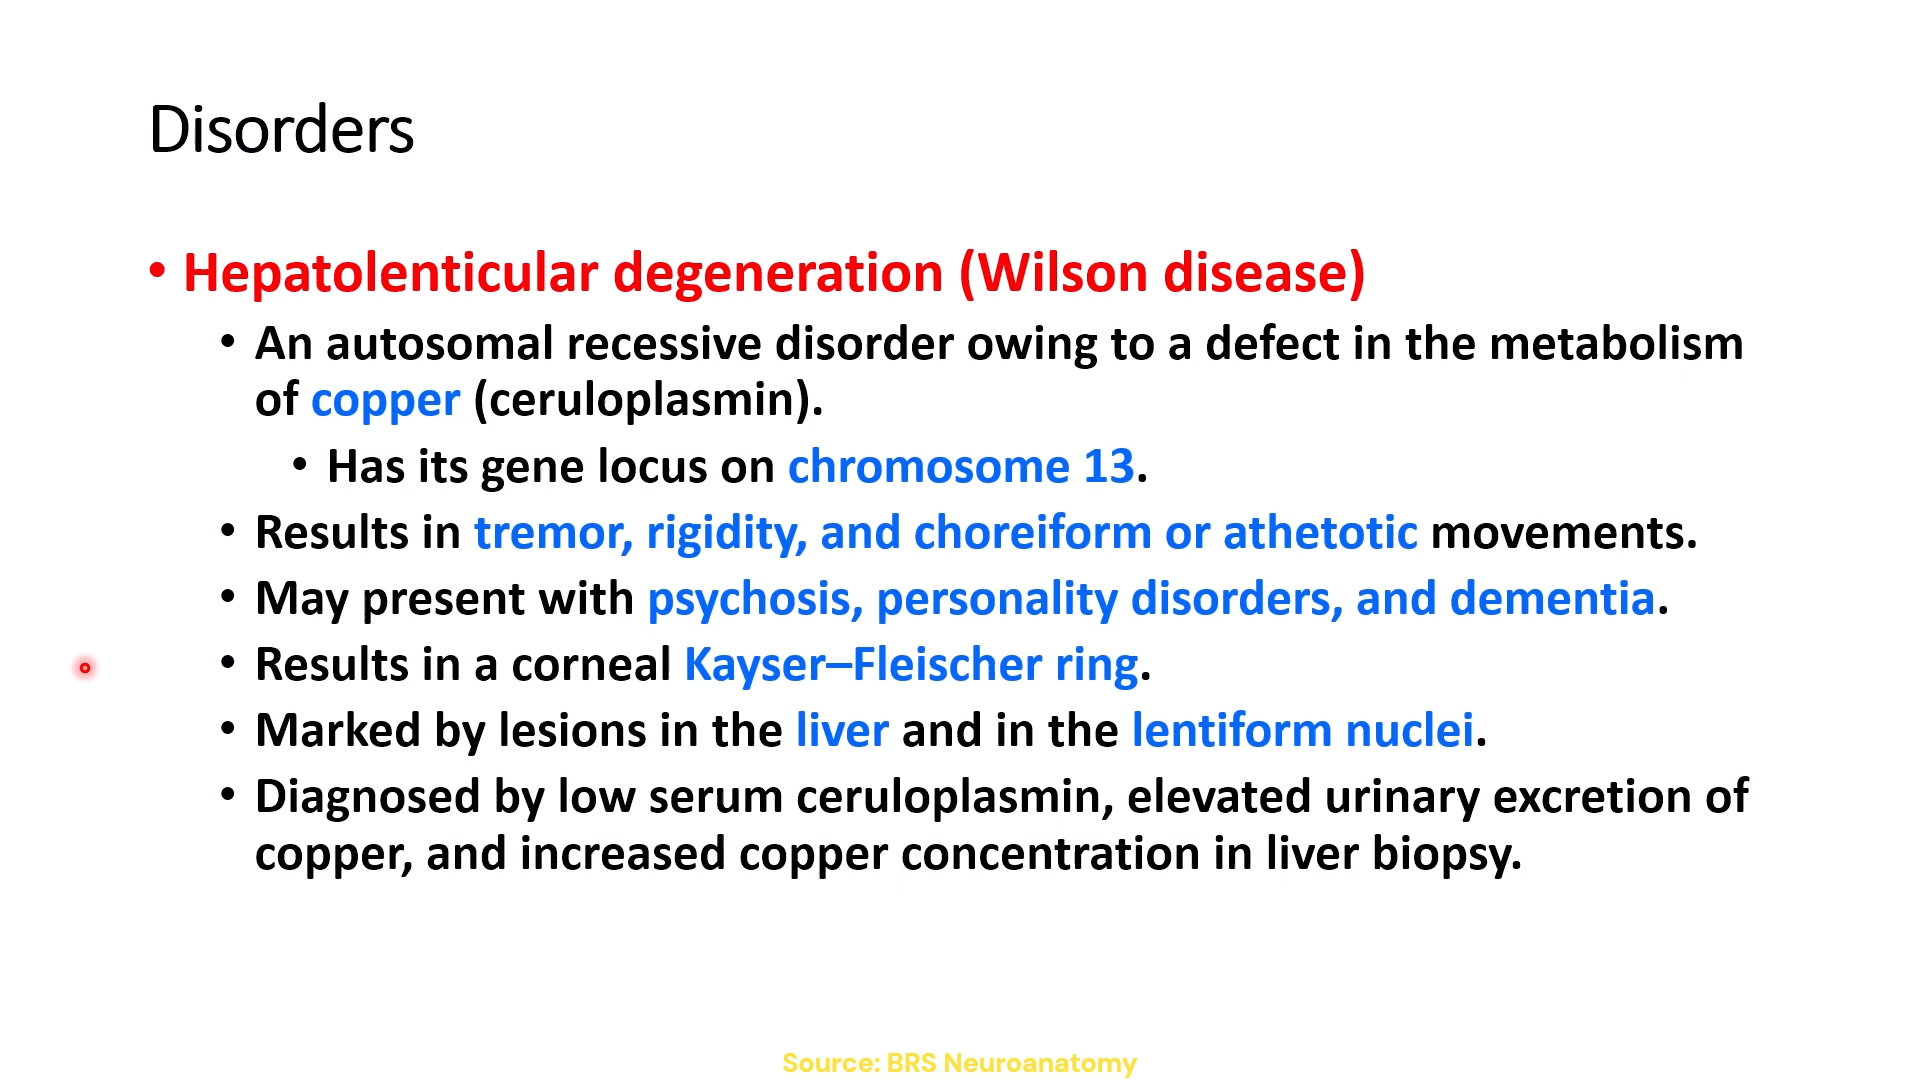 Disorders
• Hepatolenticular degeneration (Wilson disease)
• An autosomal recessive disorder owing to a defect in the metabolism
of copper (ceruloplasmin).
• Has its gene locus on chromosome 13.
• Results in tremor, rigidity, and choreiform or athetotic movements.
• May present with psychosis, personality disorders, and dementia.
• Results in a corneal Kayser–Fleischer ring.
• Marked by lesions in the liver and in the lentiform nuclei.
• Diagnosed by low serum ceruloplasmin, elevated urinary excretion of
copper, and increased copper concentration in liver biopsy.
Source: BRS Neuroanatomy